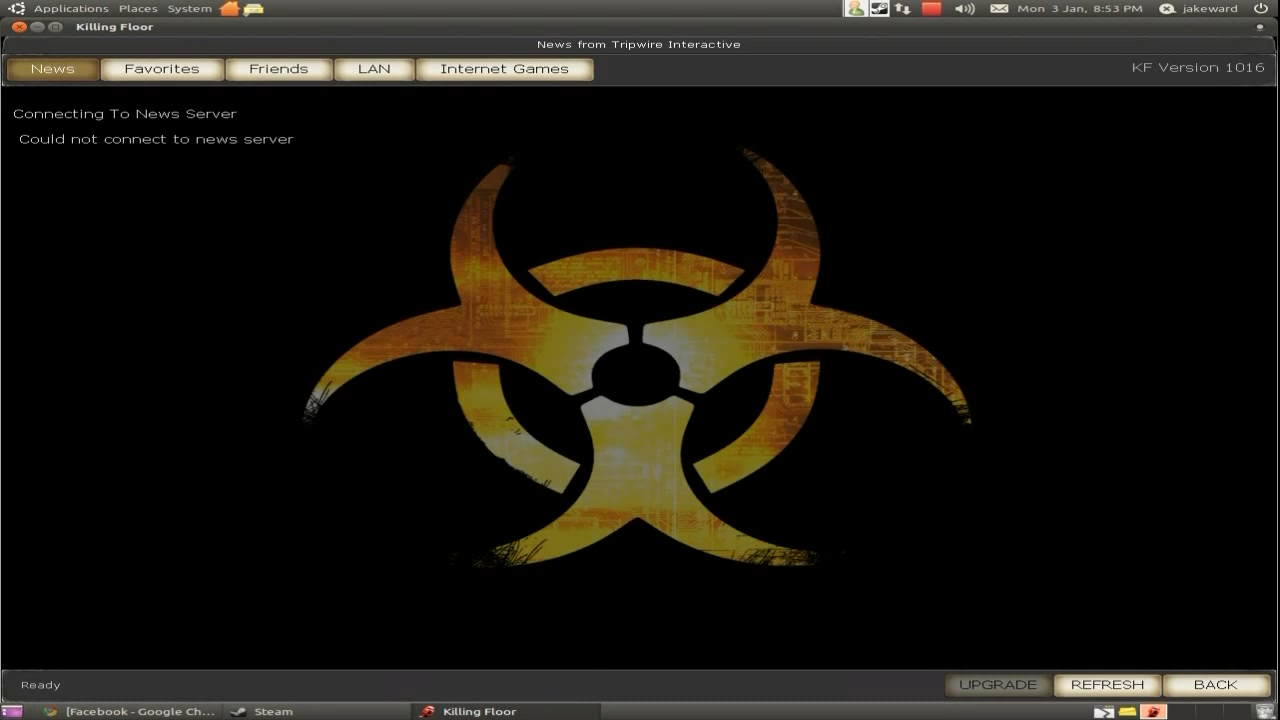 Applications Places System Mon 3 Jan, 8:53 PM jakeward
Killing Floor
News from Tripwire Interactive
News Favorites Friends LAN Internet Games KF Version 1016
Connecting To News Server
Could not connect to news server
Ready UPGRADE REFRESH BACK
[Facebook - Google Ch... Steam Killing Floor